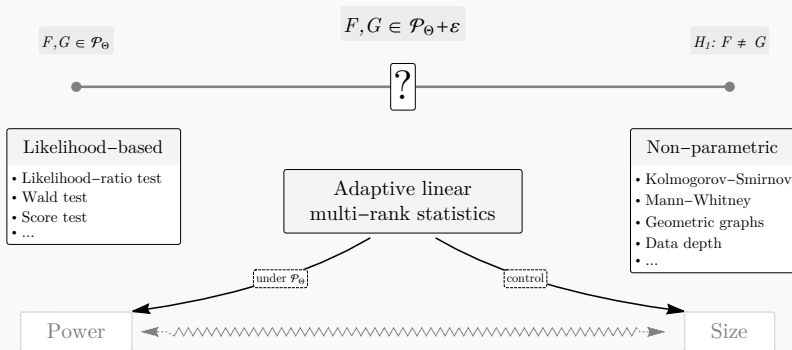 F,G ∈ 𝒫_Θ
F,G ∈ 𝒫_Θ+ε
H₁: F ≠ G
?
Likelihood−based
• Likelihood−ratio test
• Wald test
• Score test
• ...
Adaptive linear
multi−rank statistics
Non−parametric
• Kolmogorov−Smirnov
• Mann−Whitney
• Geometric graphs
• Data depth
• ...
under 𝒫_Θ
control
Power
Size